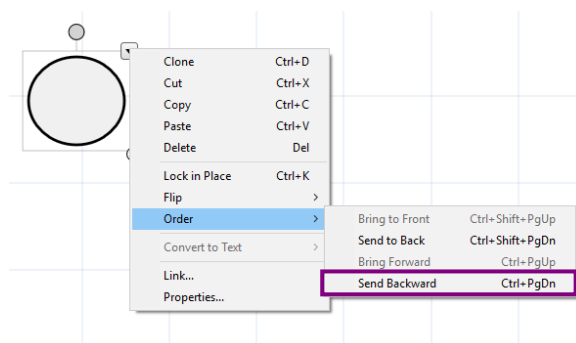 Clone Ctrl+D
Cut Ctrl+X
Copy Ctrl+C
Paste Ctrl+V
Delete Del
Lock in Place Ctrl+K
Flip
Order
Convert to Text
Link...
Properties...
Bring to Front Ctrl+Shift+PgUp
Send to Back Ctrl+Shift+PgDn
Bring Forward Ctrl+PgUp
Send Backward Ctrl+PgDn